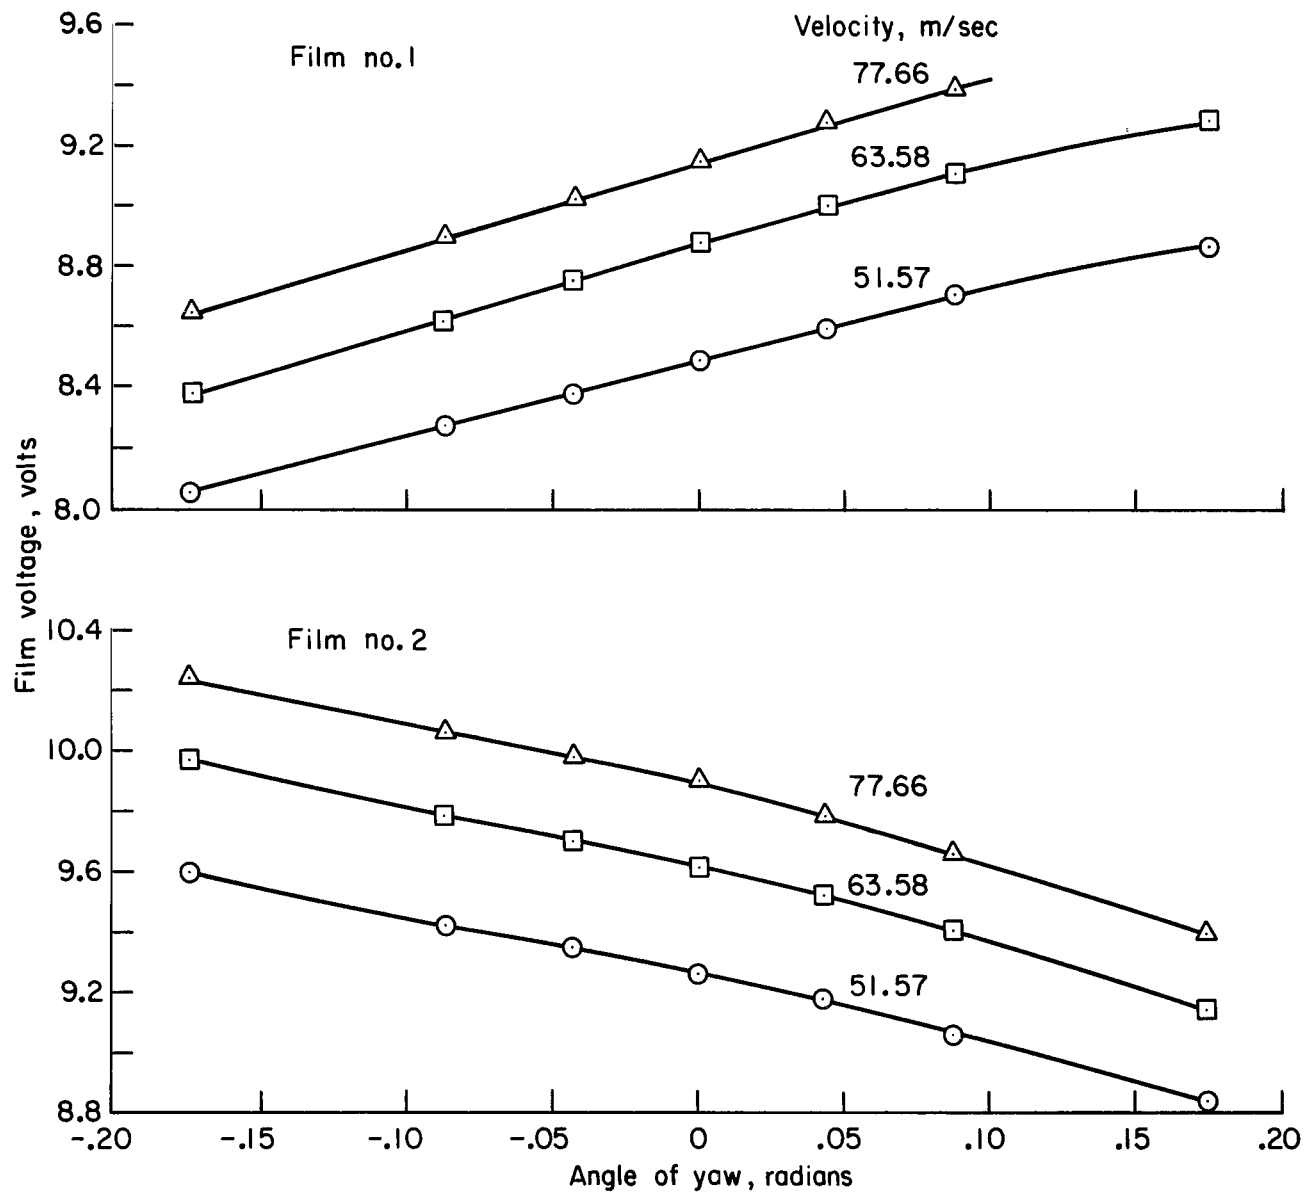 9.6
Film no. 1
Velocity, m/sec
77.66
9.2
63.58
8.8
51.57
8.4
8.0
Film voltage, volts
10.4
Film no. 2
10.0
77.66
9.6
63.58
9.2
51.57
8.8
-.20 -.15 -.10 -.05 0 .05 .10 .15 .20
Angle of yaw, radians